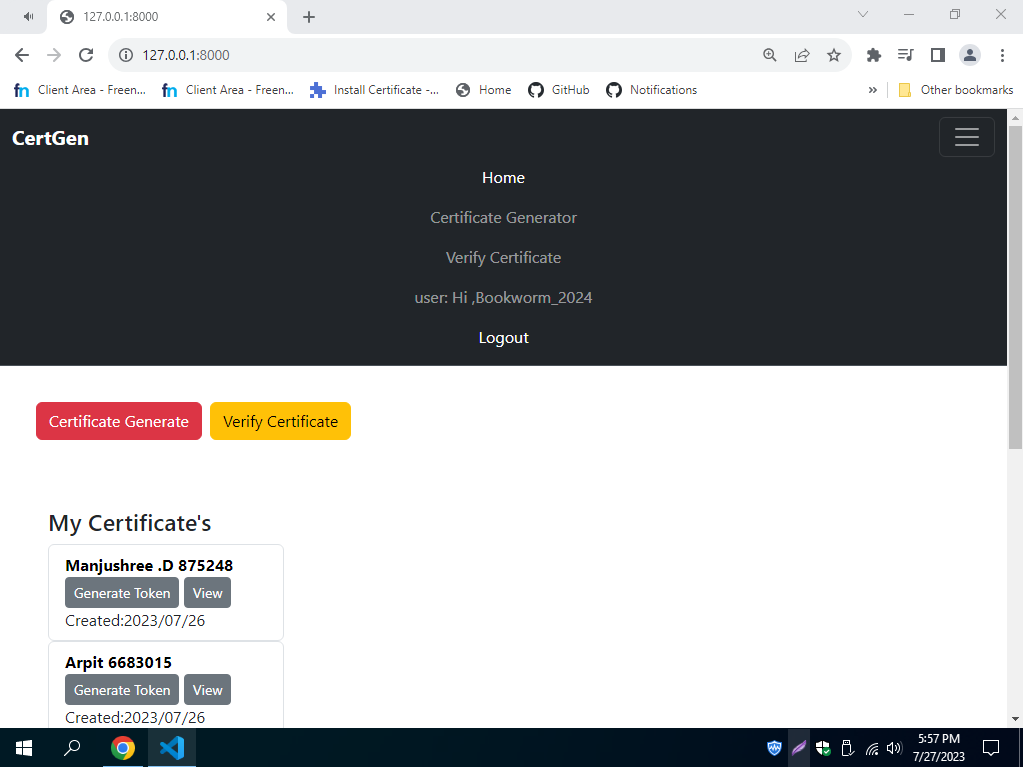 127.0.0.1:8000
127.0.0.1:8000
Client Area - Freen...
Client Area - Freen...
Install Certificate -...
Home
GitHub
Notifications
»
Other bookmarks
CertGen
Home
Certificate Generator
Verify Certificate
user: Hi ,Bookworm_2024
Logout
Certificate Generate
Verify Certificate
My Certificate's
Manjushree .D 875248
Generate Token
View
Created:2023/07/26
Arpit 6683015
Generate Token
View
Created:2023/07/26
5:57 PM
7/27/2023